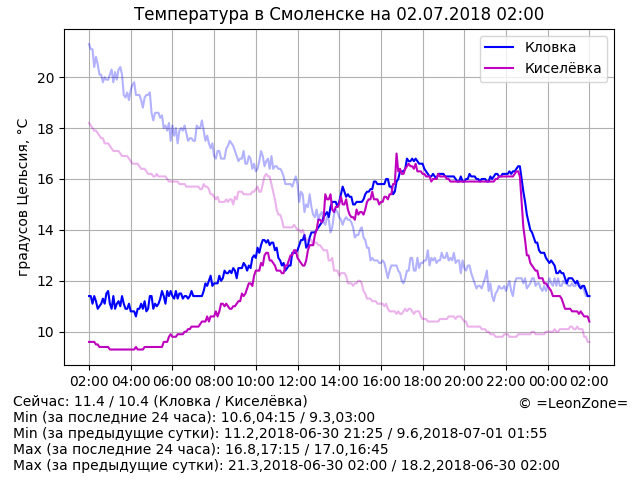 Температура в Смоленске на 02.07.2018 02:00
Кловка
Киселёвка
градусов Цельсия, °C
20
18
16
14
12
10
02:00 04:00 06:00 08:00 10:00 12:00 14:00 16:00 18:00 20:00 22:00 00:00 02:00
Сейчас: 11.4 / 10.4 (Кловка / Киселёвка)
© =LeonZone=
Min (за последние 24 часа): 10.6,04:15 / 9.3,03:00
Min (за предыдущие сутки): 11.2,2018-06-30 21:25 / 9.6,2018-07-01 01:55
Max (за последние 24 часа): 16.8,17:15 / 17.0,16:45
Max (за предыдущие сутки): 21.3,2018-06-30 02:00 / 18.2,2018-06-30 02:00